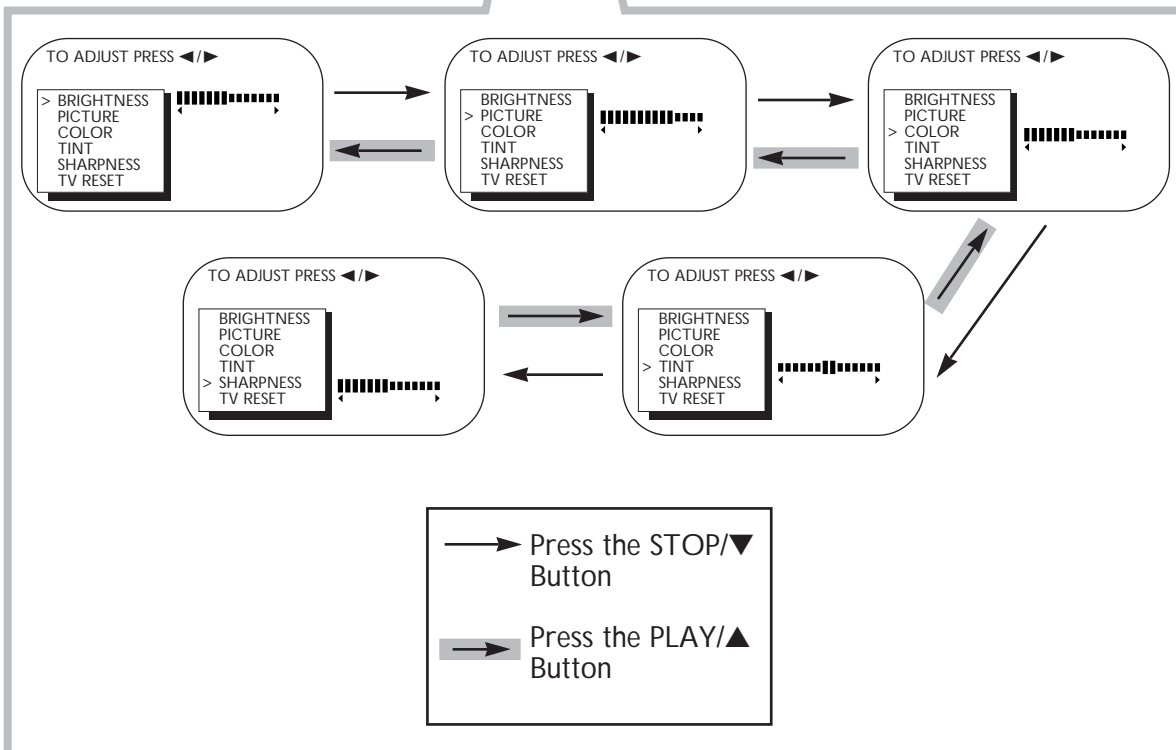 TO ADJUST PRESS ◄/►
> BRIGHTNESS
PICTURE
COLOR
TINT
SHARPNESS
TV RESET
TO ADJUST PRESS ◄/►
BRIGHTNESS
> PICTURE
COLOR
TINT
SHARPNESS
TV RESET
TO ADJUST PRESS ◄/►
BRIGHTNESS
PICTURE
> COLOR
TINT
SHARPNESS
TV RESET
TO ADJUST PRESS ◄/►
BRIGHTNESS
PICTURE
COLOR
TINT
> SHARPNESS
TV RESET
TO ADJUST PRESS ◄/►
BRIGHTNESS
PICTURE
COLOR
> TINT
SHARPNESS
TV RESET
Press the STOP/▼
Button
Press the PLAY/▲
Button